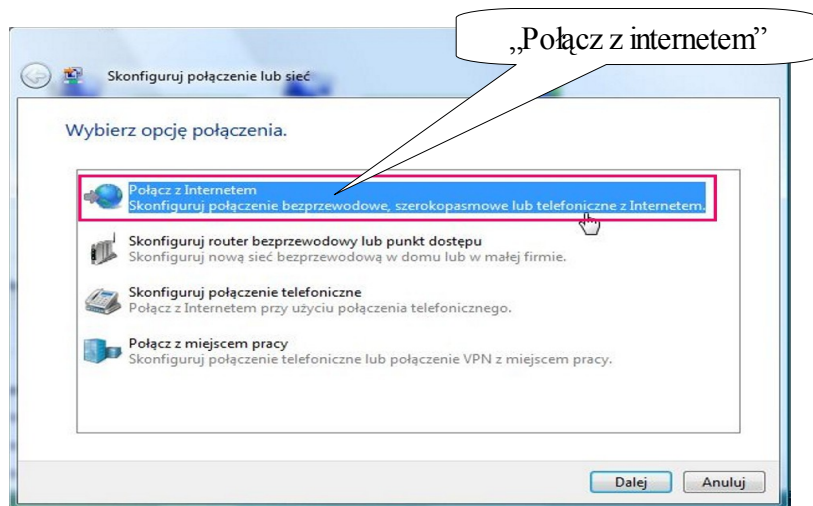 „Połącz z internetem”
Skonfiguruj połączenie lub sieć
Wybierz opcję połączenia.
Połącz z Internetem
Skonfiguruj połączenie bezprzewodowe, szerokopasmowe lub telefoniczne z Internetem.
Skonfiguruj router bezprzewodowy lub punkt dostępu
Skonfiguruj nową sieć bezprzewodową w domu lub w małej firmie.
Skonfiguruj połączenie telefoniczne
Połącz z Internetem przy użyciu połączenia telefonicznego.
Połącz z miejscem pracy
Skonfiguruj połączenie telefoniczne lub połączenie VPN z miejscem pracy.
Dalej Anuluj